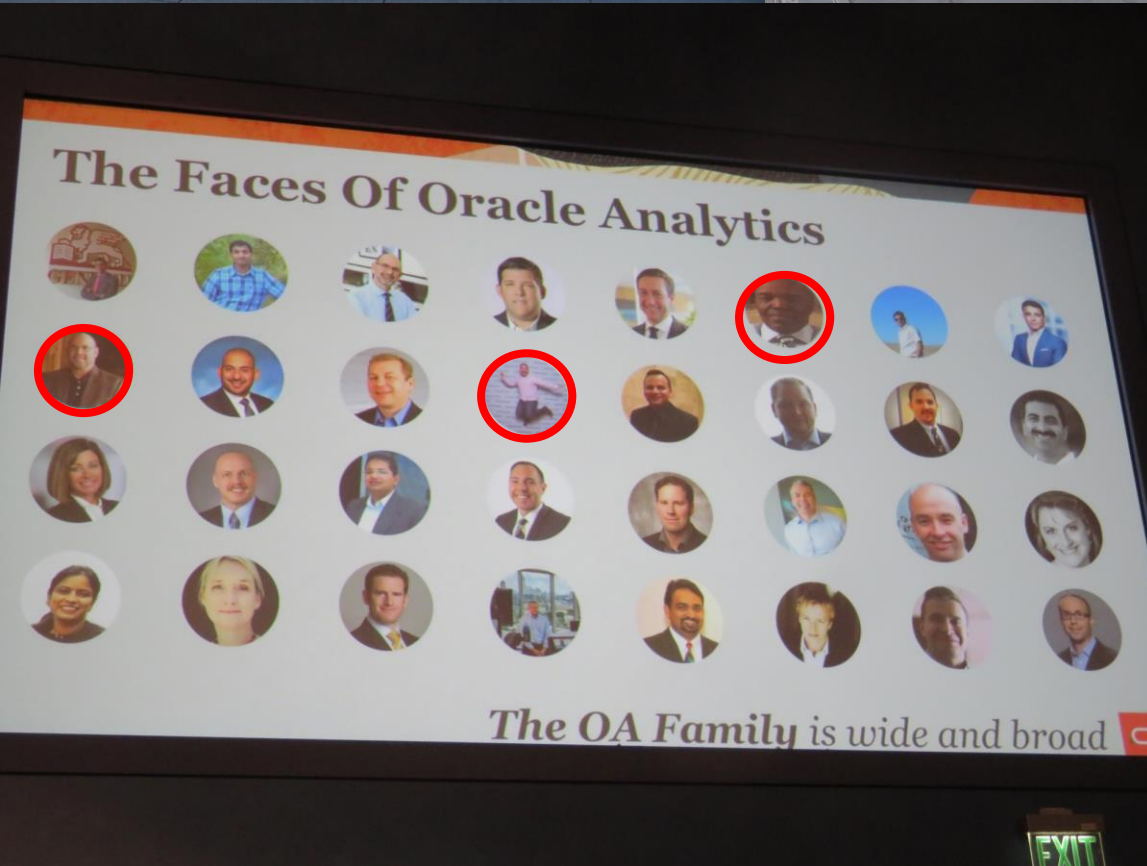 The Faces Of Oracle Analytics
The OA Family is wide and broad
EXIT